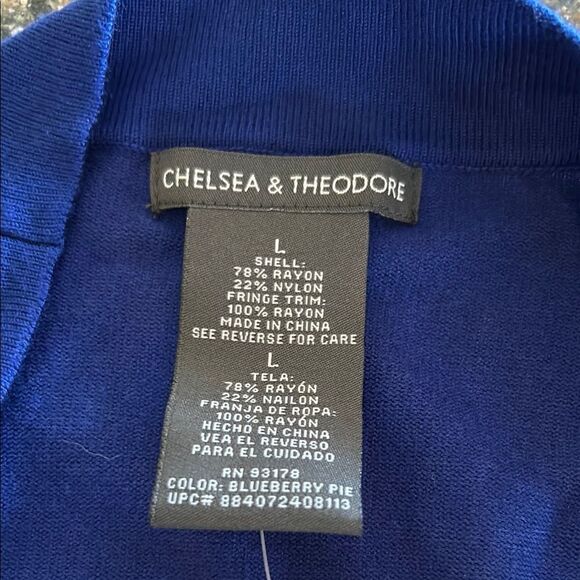 CHELSEA & THEODORE
L
SHELL:
78% RAYON
22% NYLON
FRINGE TRIM:
100% RAYON
MADE IN CHINA
SEE REVERSE FOR CARE
L
TELA:
78% RAYÓN
22% NAILON
FRANJA DE ROPA:
100% RAYÓN
HECHO EN CHINA
VEA EL REVERSO
PARA EL CUIDADO
RN 93178
COLOR: BLUEBERRY PIE
UPC# 884072408113